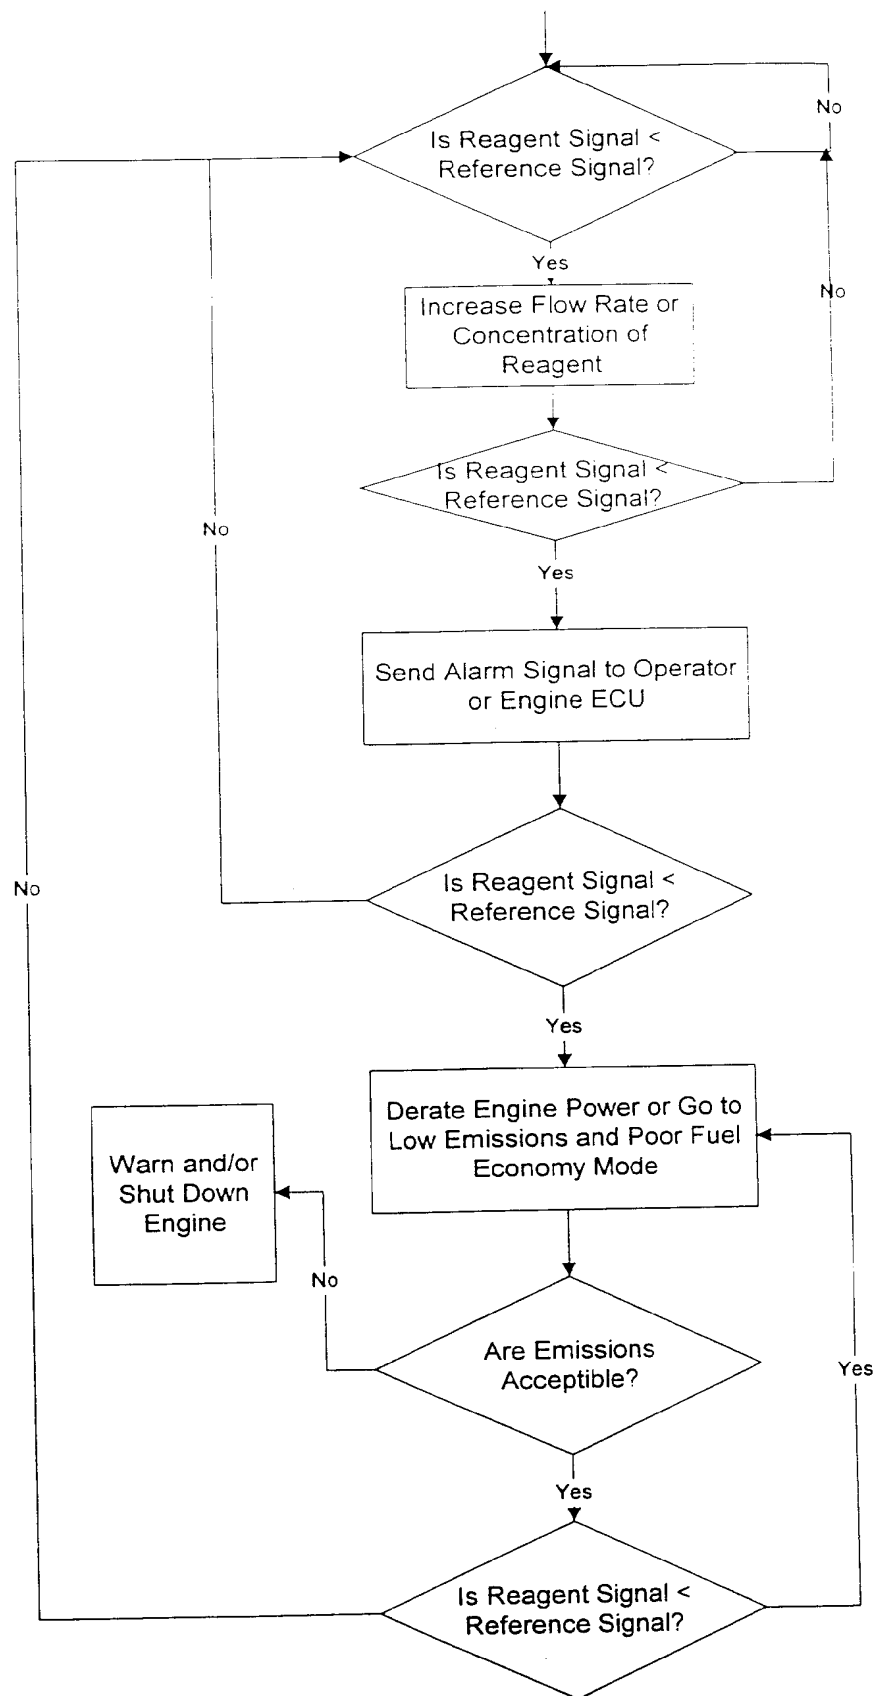 No
Is Reagent Signal <
Reference Signal?
Yes
No
Increase Flow Rate or
Concentration of
Reagent
Is Reagent Signal <
Reference Signal?
No
Yes
Send Alarm Signal to Operator
or Engine ECU
Is Reagent Signal <
Reference Signal?
No
Yes
Derate Engine Power or Go to
Low Emissions and Poor Fuel
Economy Mode
Warn and/or
Shut Down
Engine
No
Are Emissions
Acceptible?
Yes
Yes
Is Reagent Signal <
Reference Signal?